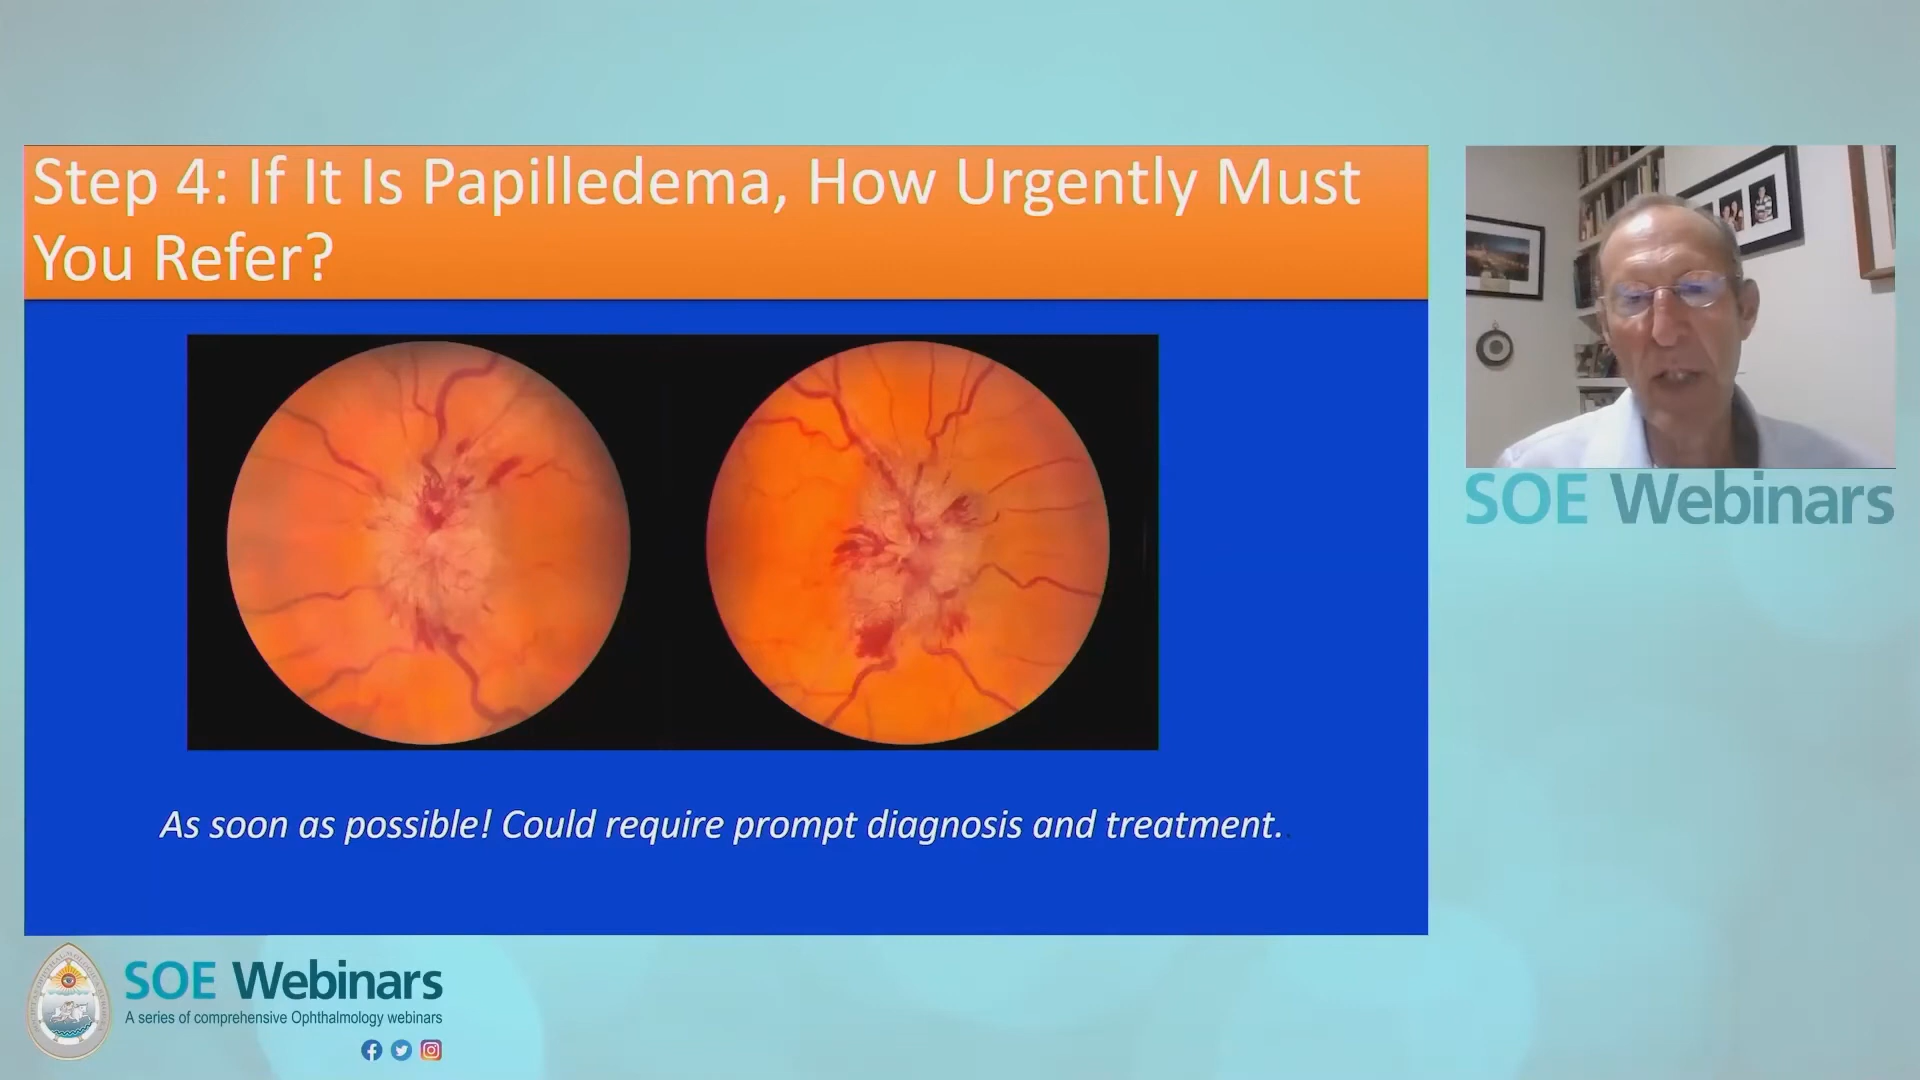 Step 4: If It Is Papilledema, How Urgently Must
You Refer?
As soon as possible! Could require prompt diagnosis and treatment.
SOE Webinars
SOE Webinars
A series of comprehensive Ophthalmology webinars